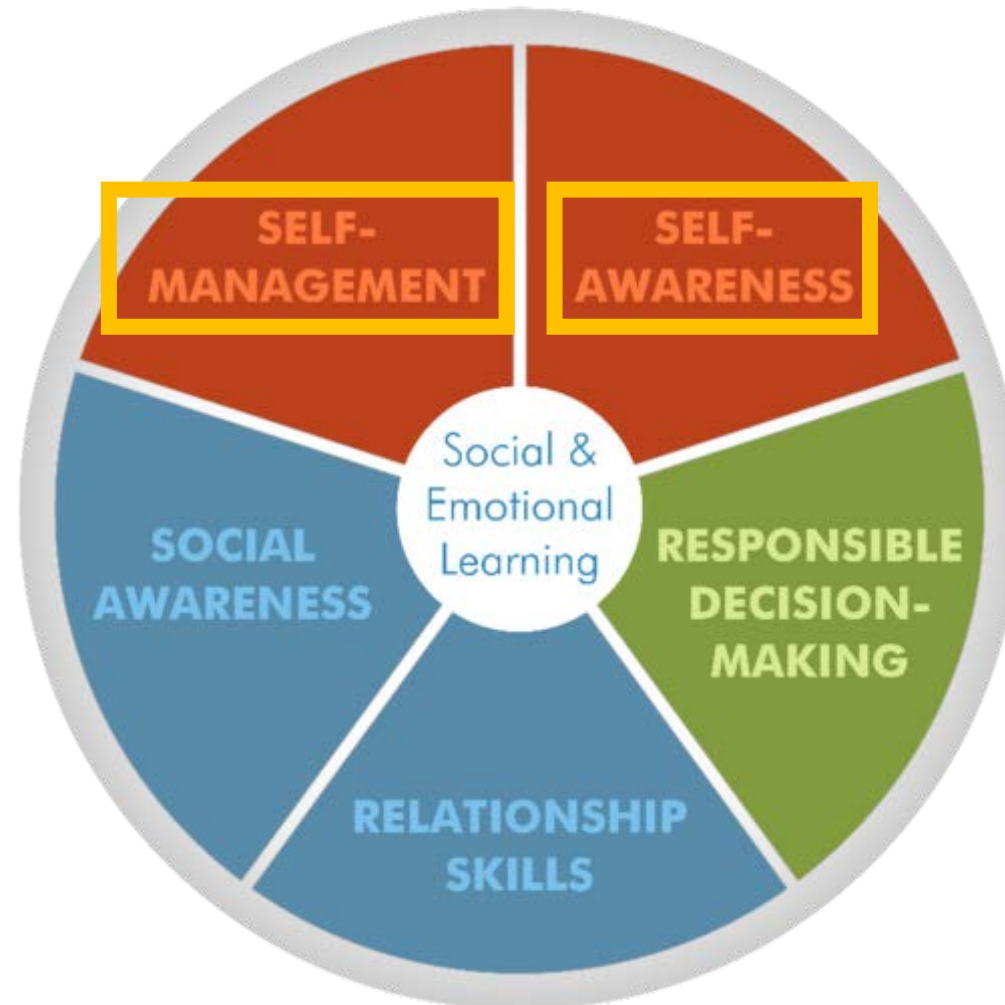 SELF-
MANAGEMENT
SELF-
AWARENESS
Social &
Emotional
Learning
SOCIAL
AWARENESS
RESPONSIBLE
DECISION-
MAKING
RELATIONSHIP
SKILLS